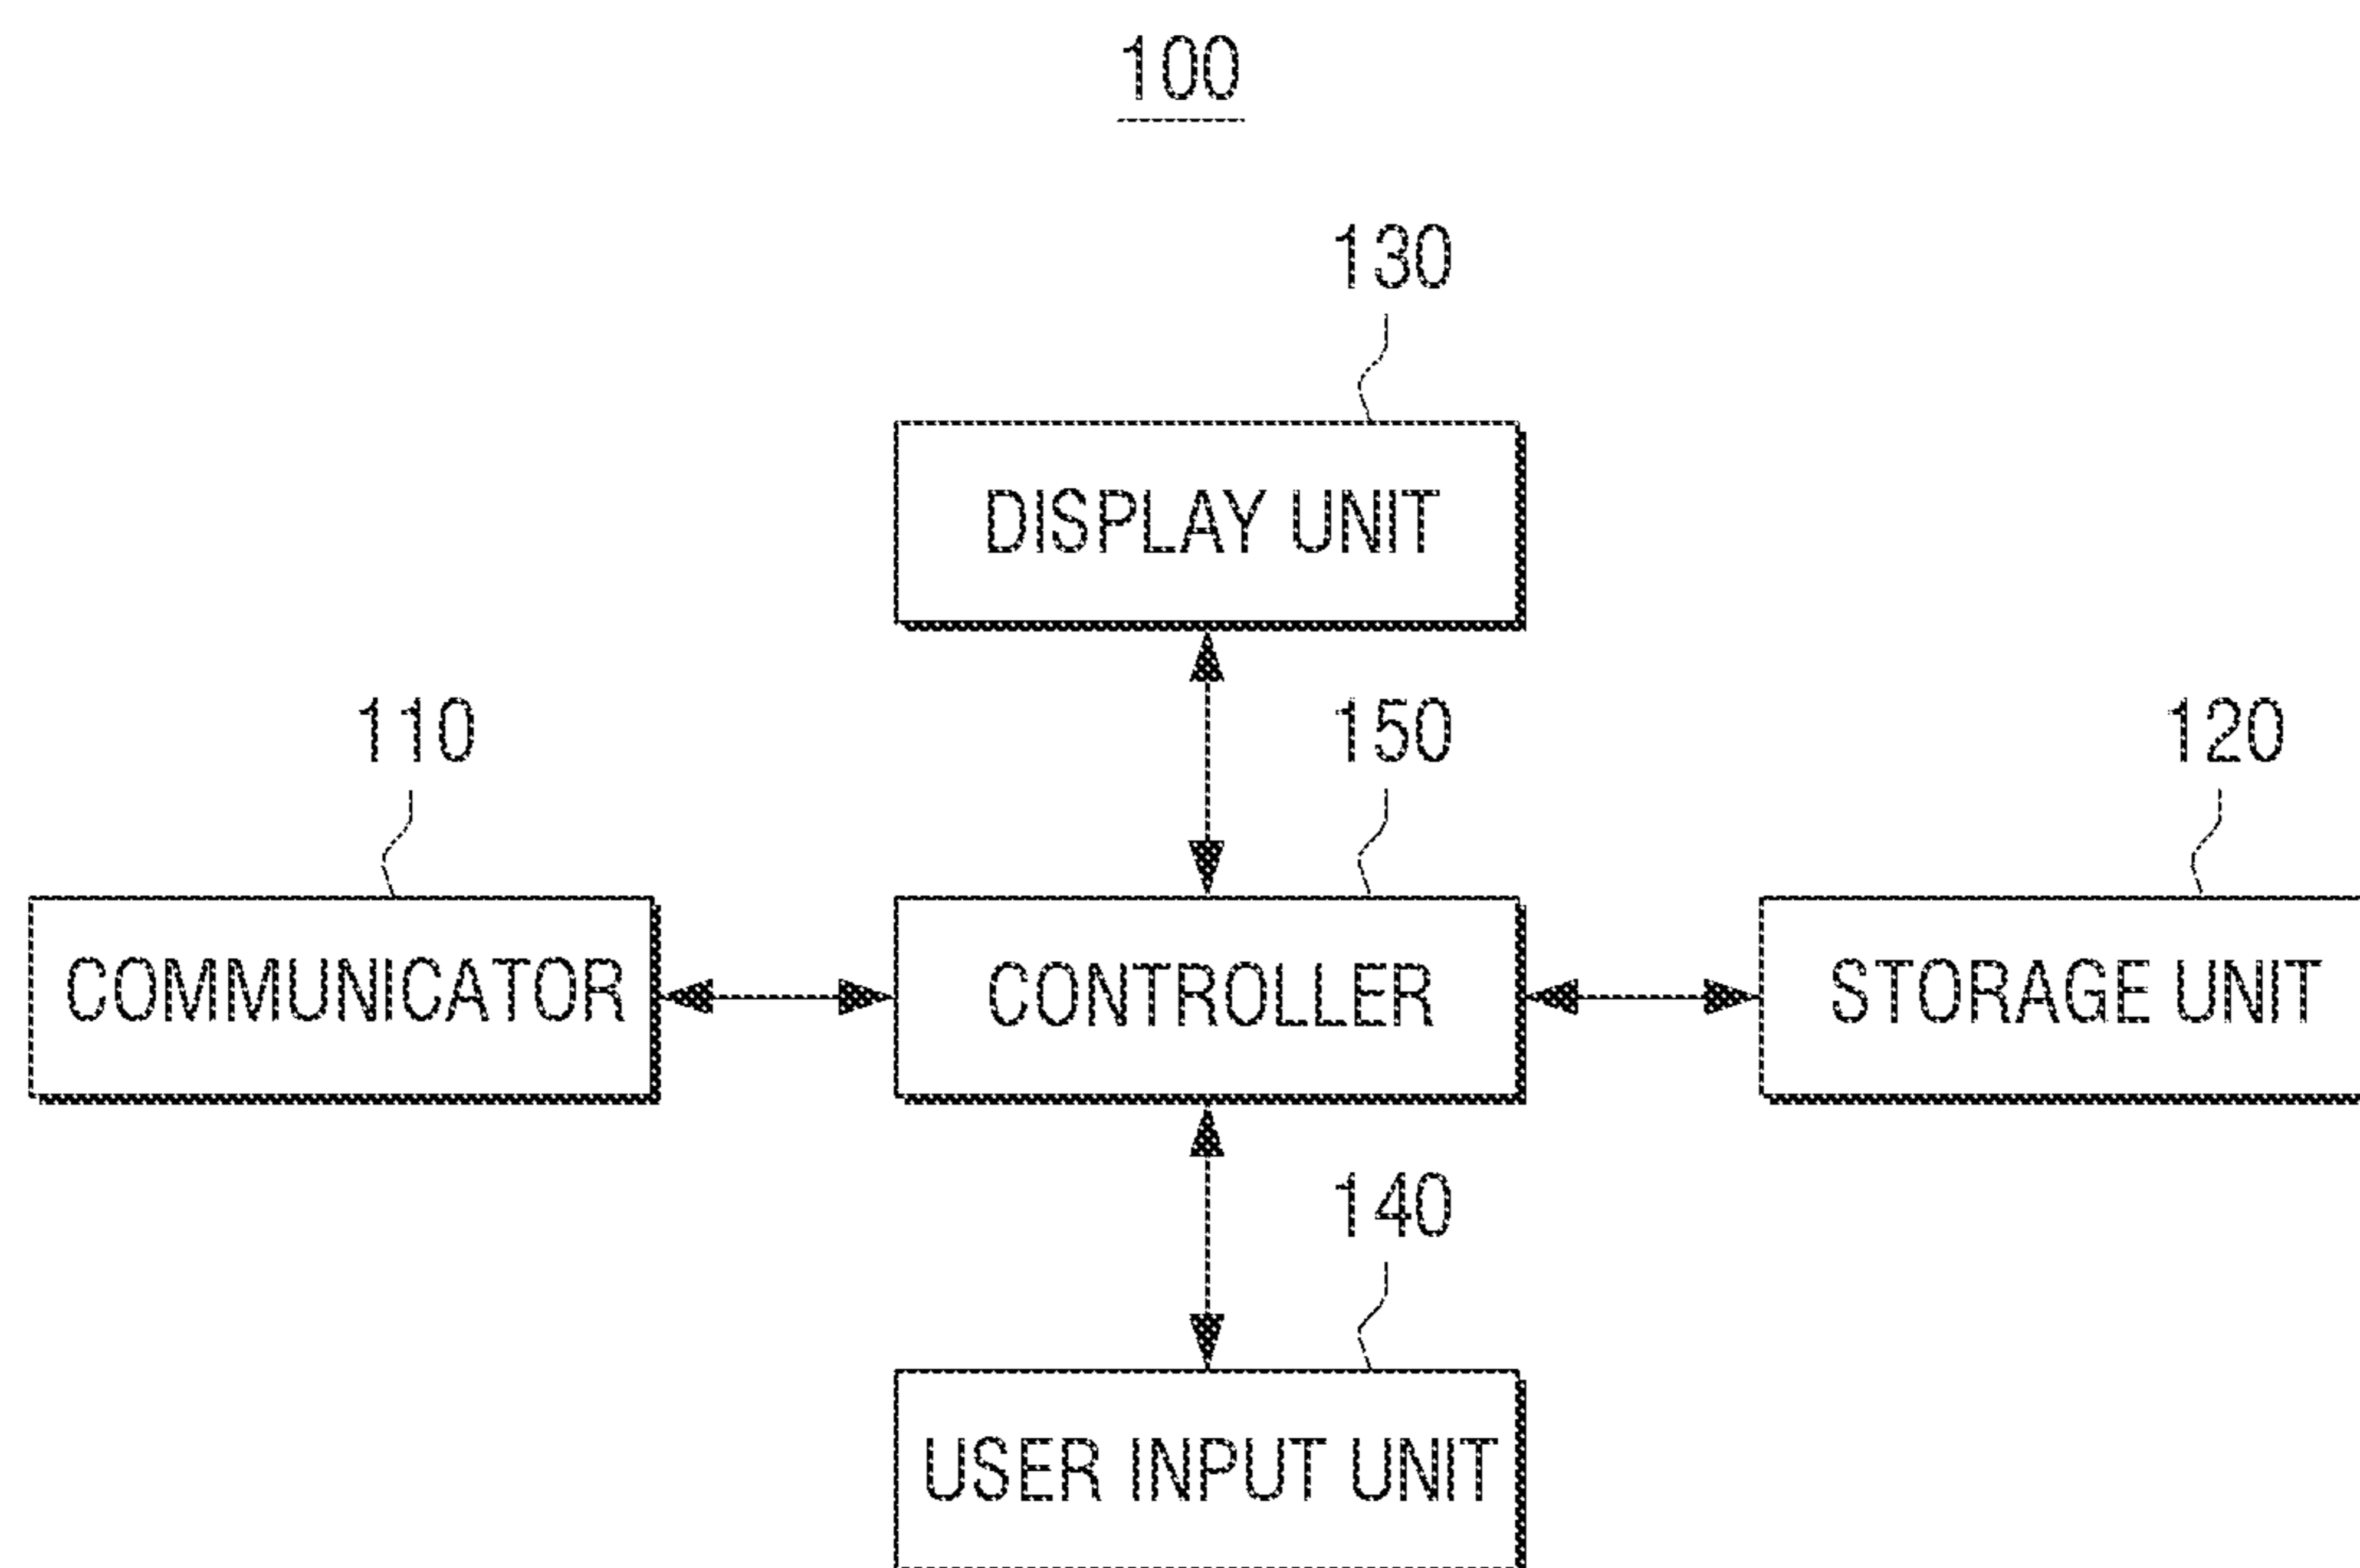 100
130
DISPLAY UNIT
110
150
120
COMMUNICATOR
CONTROLLER
STORAGE UNIT
140
USER INPUT UNIT